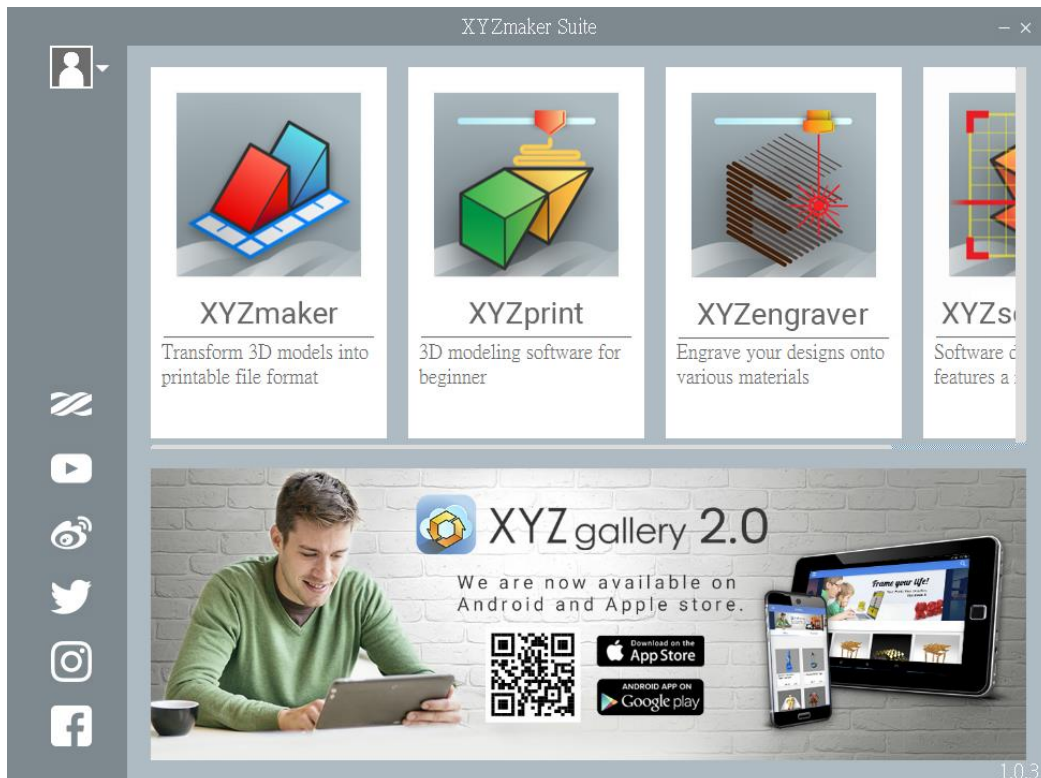 XYZmaker Suite
XYZmaker
Transform 3D models into
printable file format
XYZprint
3D modeling software for
beginner
XYZengraver
Engrave your designs onto
various materials
XYZs
Software
features a
XYZ gallery 2.0
We are now available on
Android and Apple store.
Download on the
App Store
ANDROID APP ON
Google play
Frame your life!
1.0.3